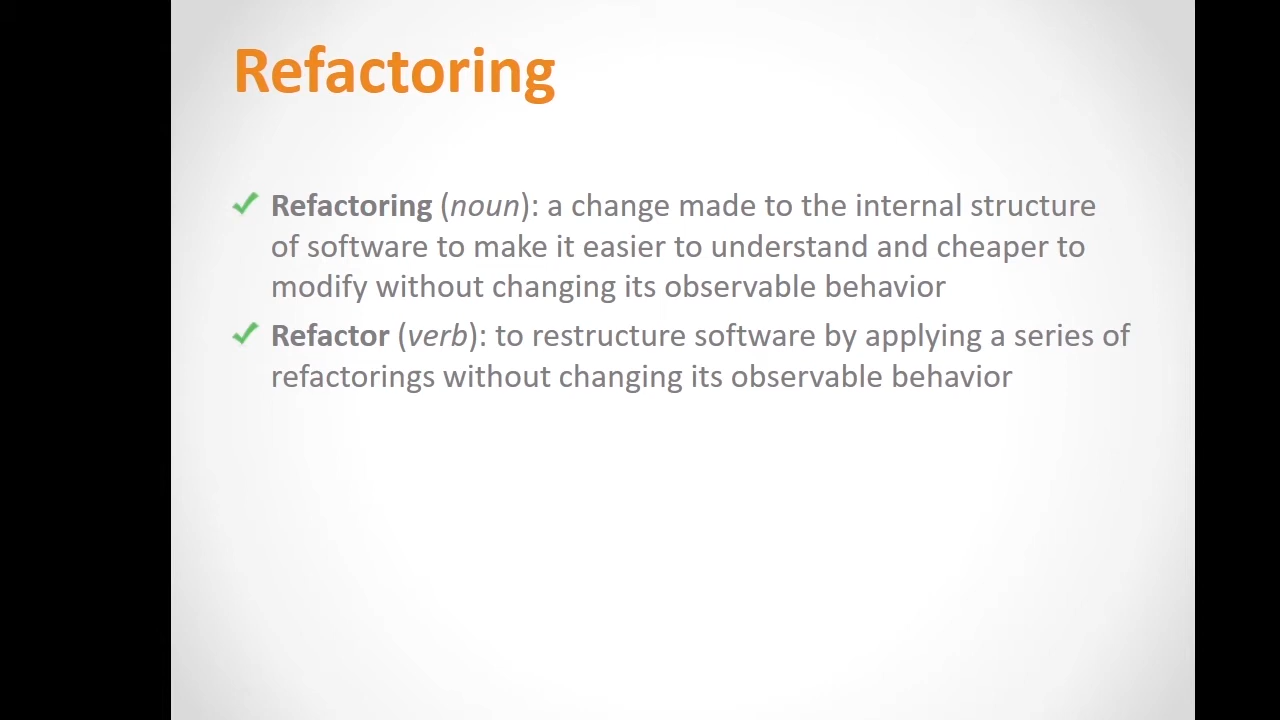 Refactoring
Refactoring (noun): a change made to the internal structure
of software to make it easier to understand and cheaper to
modify without changing its observable behavior
Refactor (verb): to restructure software by applying a series of
refactorings without changing its observable behavior